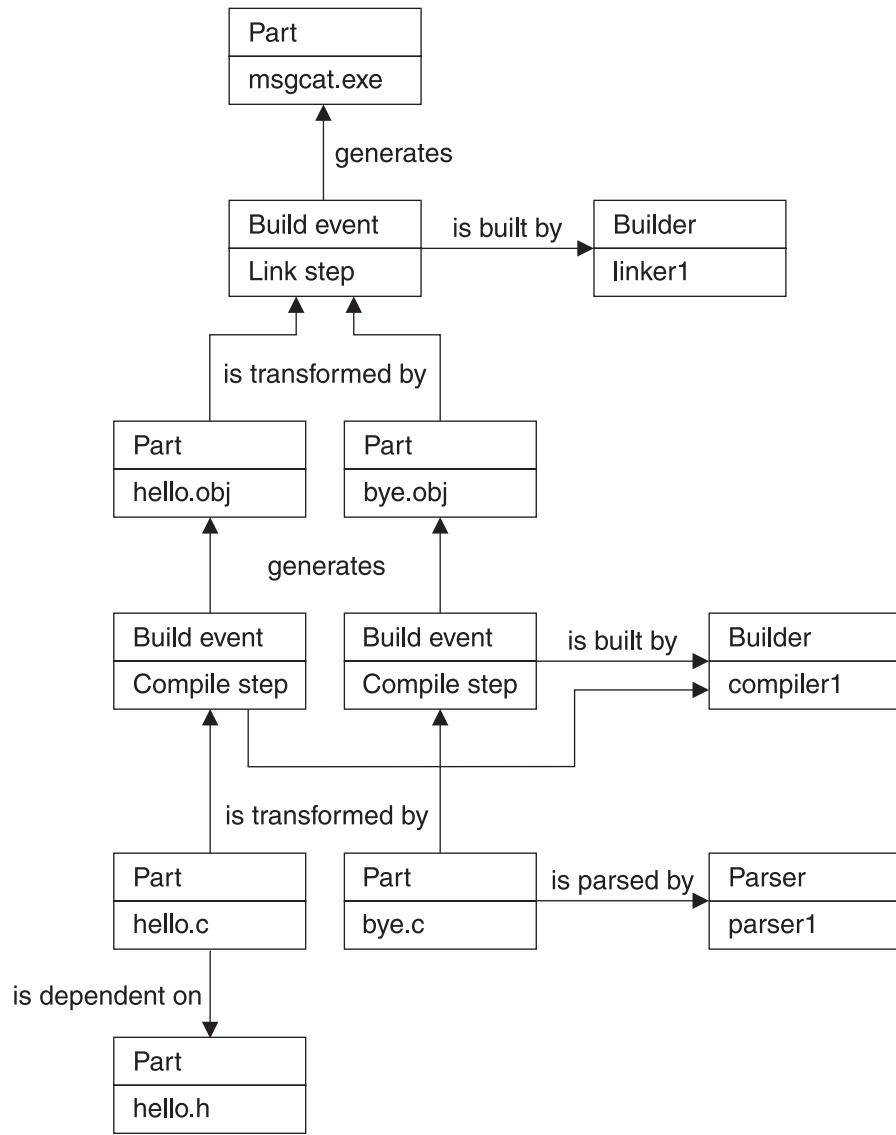 Part
msgcat.exe
generates
Build event
Link step
is built by
Builder
linker1
is transformed by
Part
hello.obj
Part
bye.obj
generates
Build event
Compile step
Build event
Compile step
is built by
Builder
compiler1
is transformed by
Part
hello.c
Part
bye.c
is parsed by
Parser
parser1
is dependent on
Part
hello.h